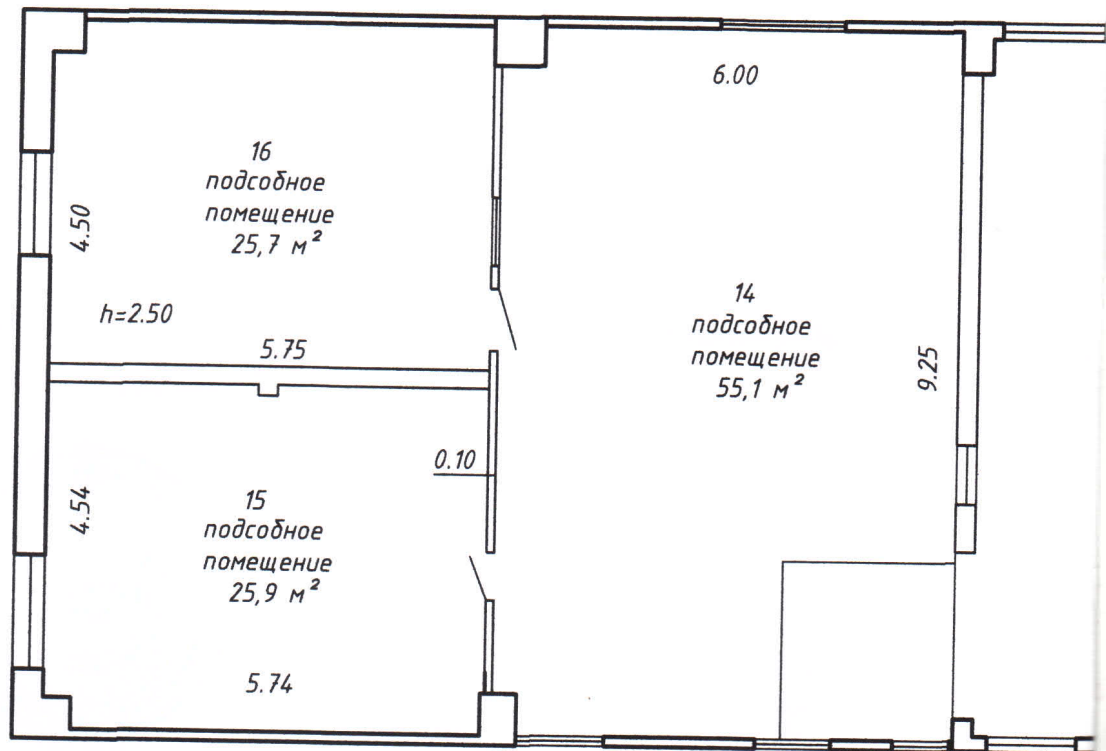 6.00
16
подсобное
помещение
25,7 м²
4.50
h=2.50
5.75
14
подсобное
помещение
55,1 м²
9.25
0.10
15
подсобное
помещение
25,9 м²
4.54
5.74